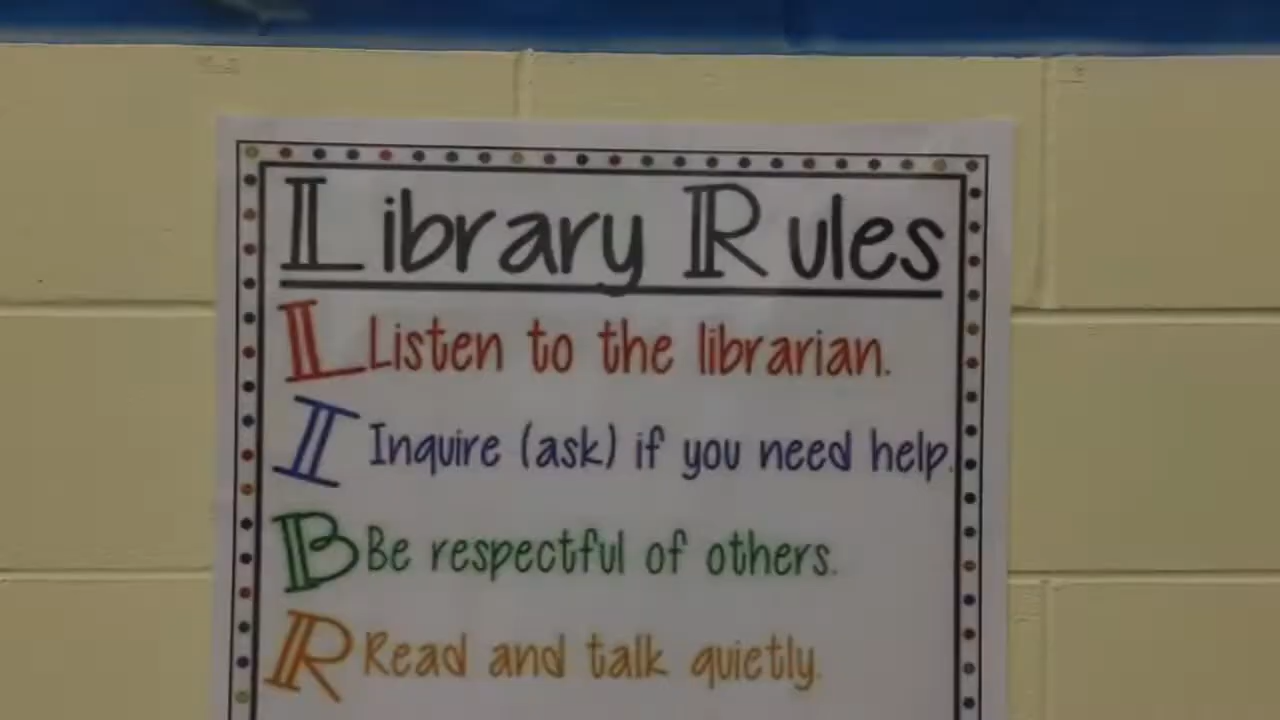 Library Rules
L Listen to the librarian.
I Inquire (ask) if you need help.
B Be respectful of others.
R Read and talk quietly.